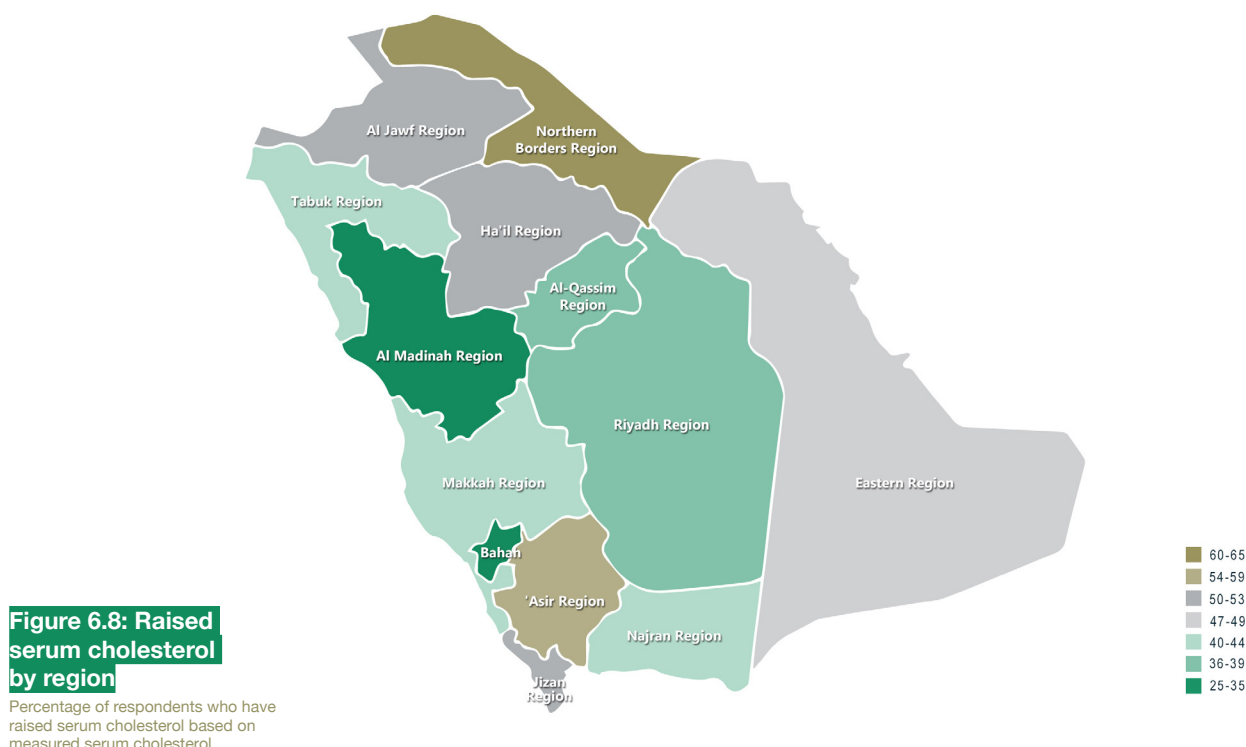 Al Jawf Region
Northern
Borders Region
Tabuk Region
Ha'il Region
Al-Qassim
Region
Al Madinah Region
Riyadh Region
Makkah Region
Eastern Region
Bahah
'Asir Region
Najran Region
Jizan
Region
60-65
54-59
50-53
47-49
40-44
36-39
25-35
Figure 6.8: Raised
serum cholesterol
by region
Percentage of respondents who have
raised serum cholesterol based on
measured serum cholesterol